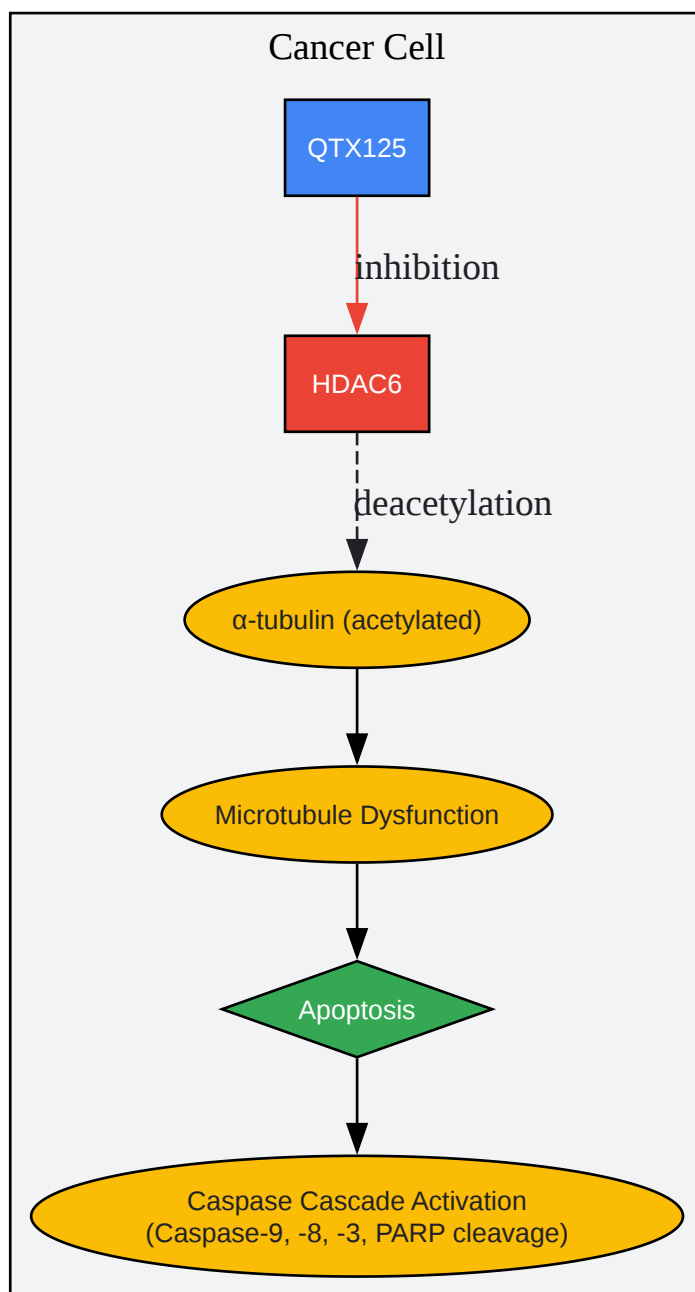 Cancer Cell
QTX125
inhibition
HDAC6
deacetylation
α-tubulin (acetylated)
Microtubule Dysfunction
Apoptosis
Caspase Cascade Activation
(Caspase-9, -8, -3, PARP cleavage)